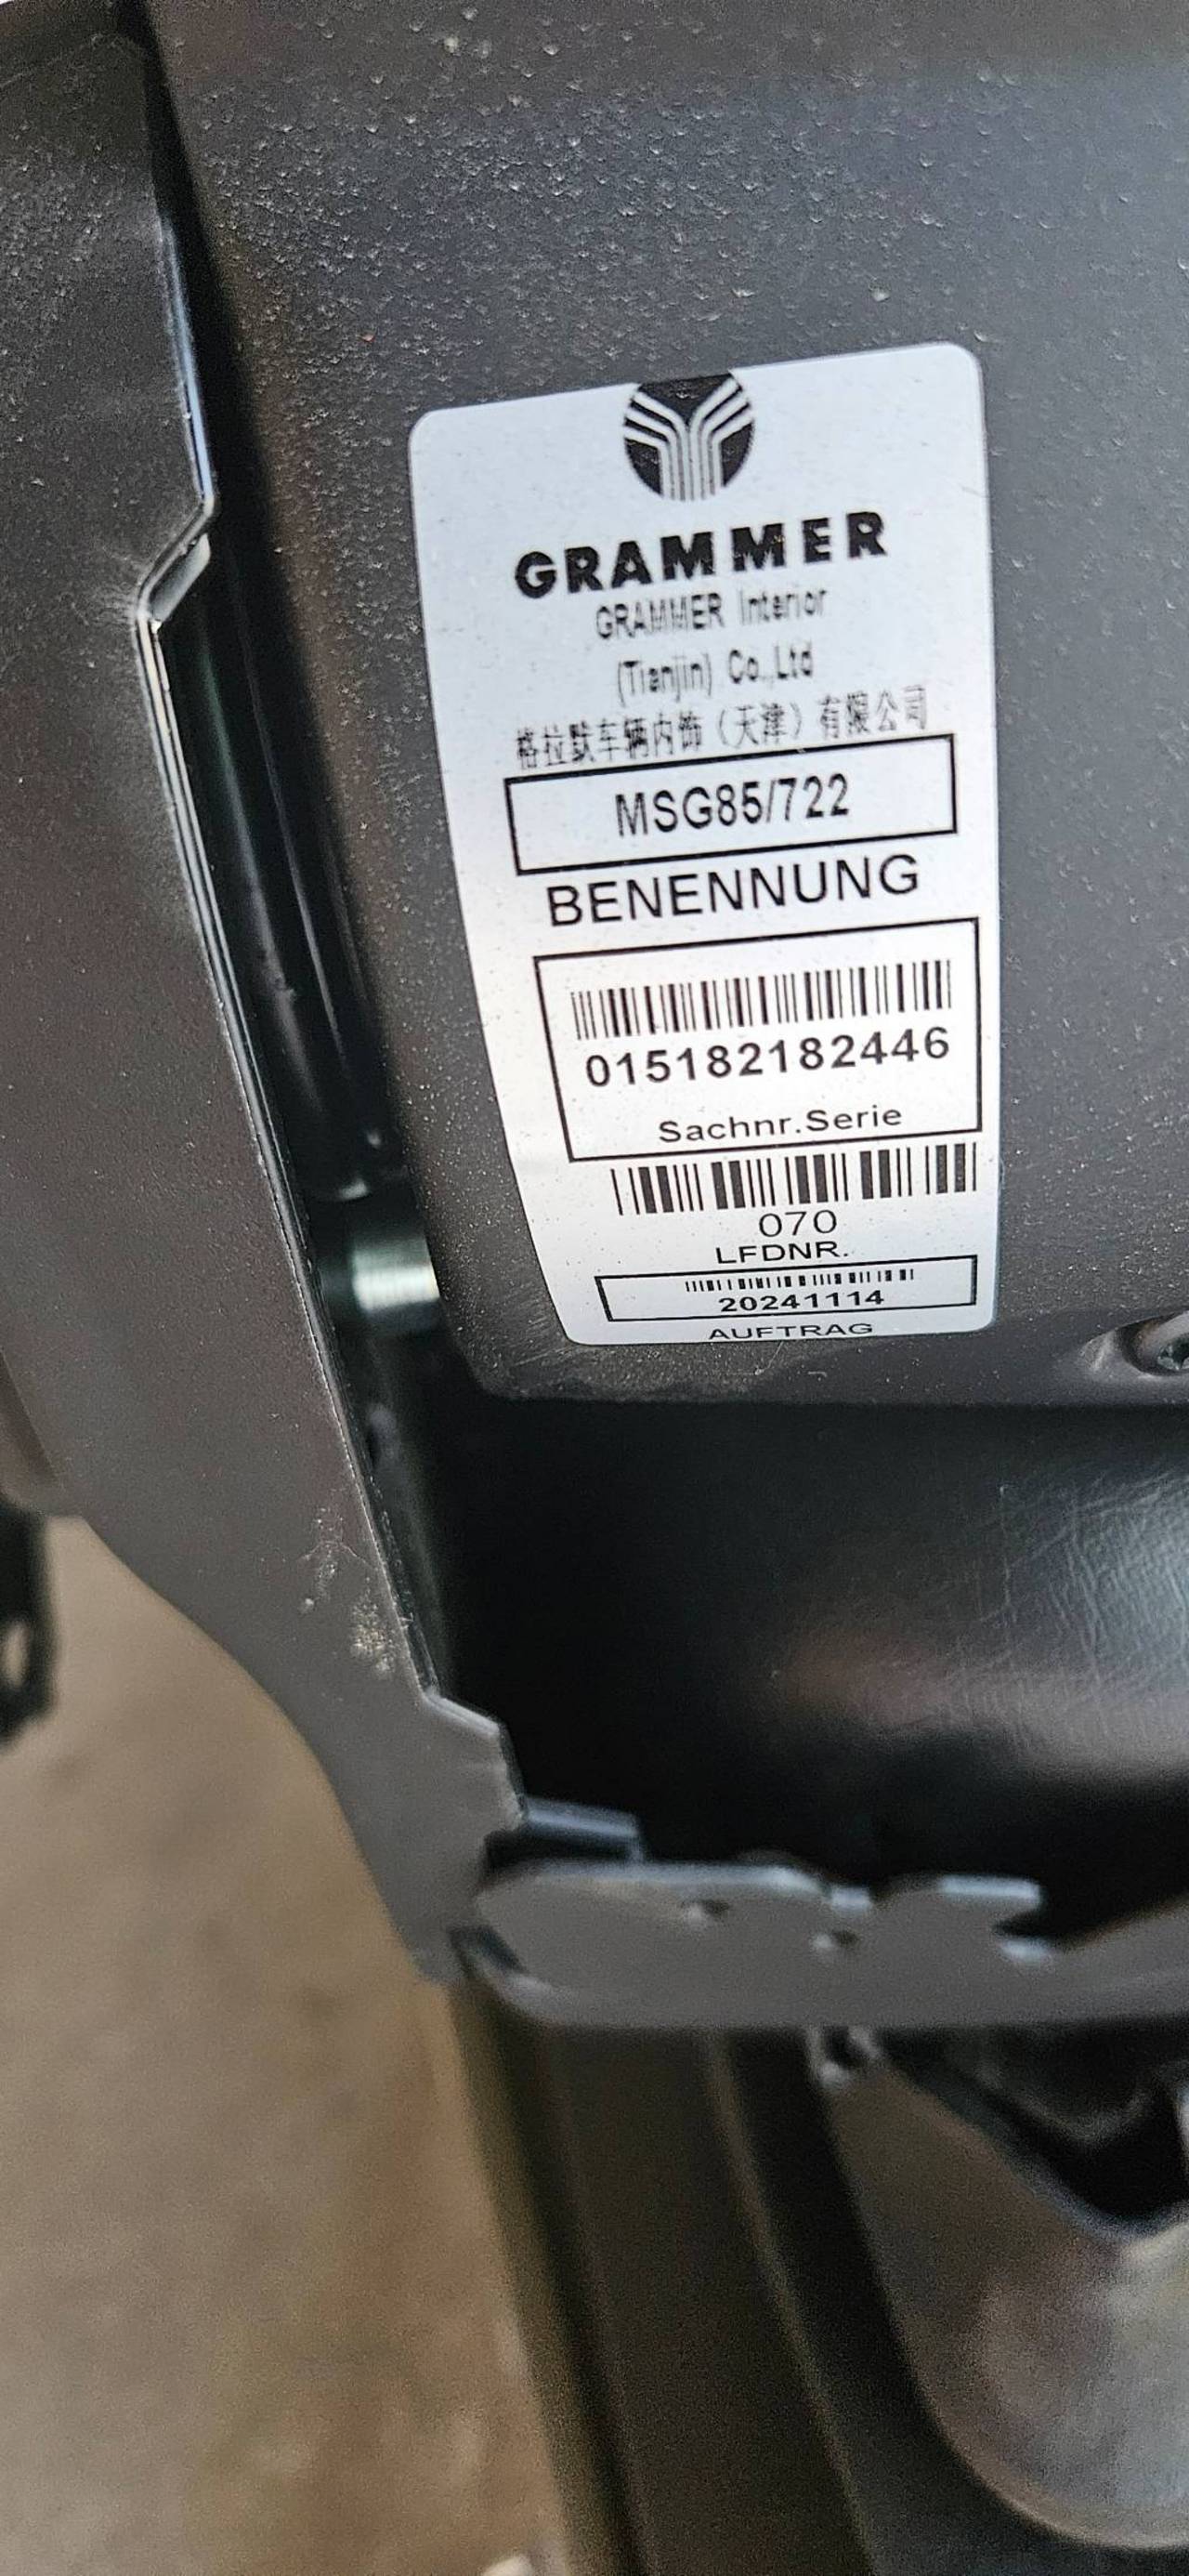 GRAMMER
GRAMMER Interior
(Tianjin) Co.,Ltd
格拉默车辆内饰（天津）有限公司
MSG85/722
BENENNUNG
015182182446
Sachnr.Serie
070
LFDNR.
20241114
AUFTRAG